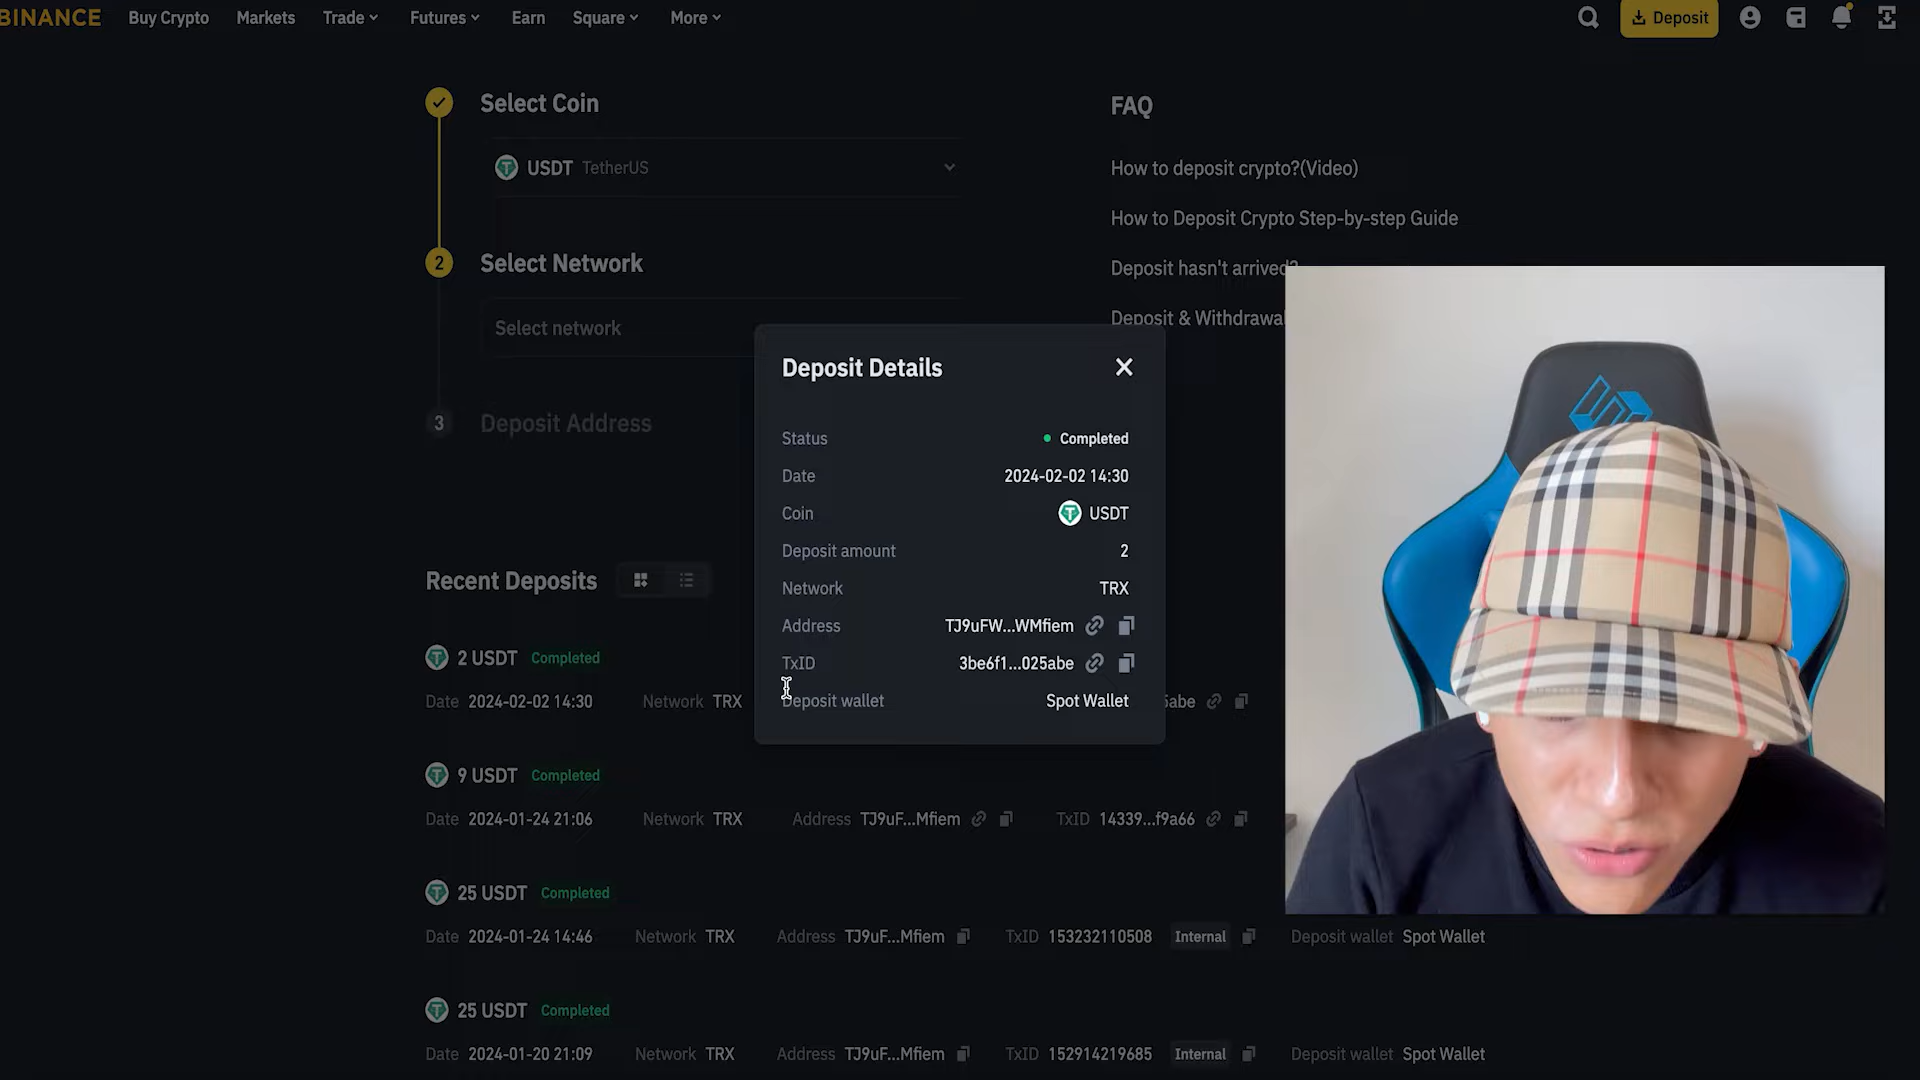 BINANCE Buy Crypto Markets Trade Futures Earn Square More Deposit
Select Coin
USDT TetherUS
2 Select Network
Select network
3 Deposit Address
FAQ
How to deposit crypto?(Video)
How to Deposit Crypto Step-by-step Guide
Deposit hasn't arrived?
Deposit & Withdrawal
Deposit Details
Status Completed
Date 2024-02-02 14:30
Coin USDT
Deposit amount 2
Network TRX
Address TJ9uFW...WMfiem
TxID 3be6f1...025abe
Deposit wallet Spot Wallet
Recent Deposits
2 USDT Completed
Date 2024-02-02 14:30 Network TRX
9 USDT Completed
Date 2024-01-24 21:06 Network TRX Address TJ9uF...Mfiem TxID 14339...f9a66
25 USDT Completed
Date 2024-01-24 14:46 Network TRX Address TJ9uF...Mfiem TxID 153232110508 Internal Deposit wallet Spot Wallet
25 USDT Completed
Date 2024-01-20 21:09 Network TRX Address TJ9uF...Mfiem TxID 152914219685 Internal Deposit wallet Spot Wallet